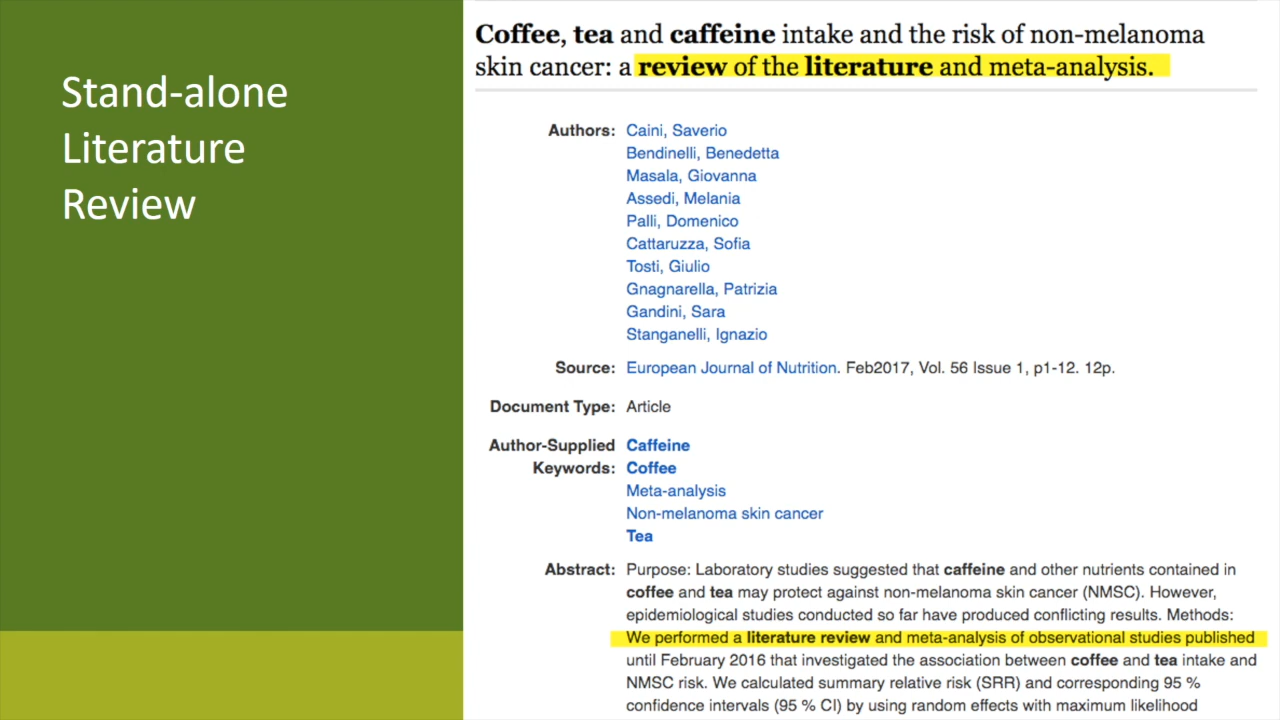 Stand-alone
Literature
Review
Coffee, tea and caffeine intake and the risk of non-melanoma
skin cancer: a review of the literature and meta-analysis.
Authors: Caini, Saverio
Bendinelli, Benedetta
Masala, Giovanna
Assedi, Melania
Palli, Domenico
Cattaruzza, Sofia
Tosti, Giulio
Gnagnarella, Patrizia
Gandini, Sara
Stanganelli, Ignazio
Source: European Journal of Nutrition. Feb2017, Vol. 56 Issue 1, p1-12. 12p.
Document Type: Article
Author-Supplied Caffeine
Keywords: Coffee
Meta-analysis
Non-melanoma skin cancer
Tea
Abstract: Purpose: Laboratory studies suggested that caffeine and other nutrients contained in
coffee and tea may protect against non-melanoma skin cancer (NMSC). However,
epidemiological studies conducted so far have produced conflicting results. Methods:
We performed a literature review and meta-analysis of observational studies published
until February 2016 that investigated the association between coffee and tea intake and
NMSC risk. We calculated summary relative risk (SRR) and corresponding 95 %
confidence intervals (95 % CI) by using random effects with maximum likelihood